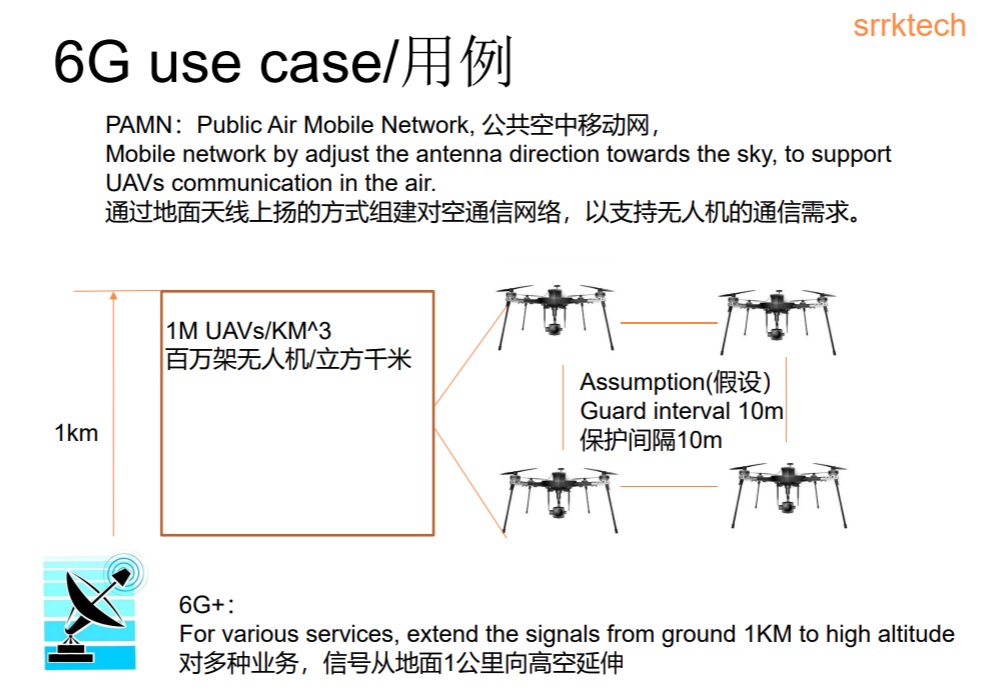 srrktech
6G use case/用例
PAMN：Public Air Mobile Network, 公共空中移动网，
Mobile network by adjust the antenna direction towards the sky, to support
UAVs communication in the air.
通过地面天线上扬的方式组建对空通信网络，以支持无人机的通信需求。
1M UAVs/KM^3
百万架无人机/立方千米
1km
Assumption(假设）
Guard interval 10m
保护间隔10m
6G+：
For various services, extend the signals from ground 1KM to high altitude
对多种业务，信号从地面1公里向高空延伸